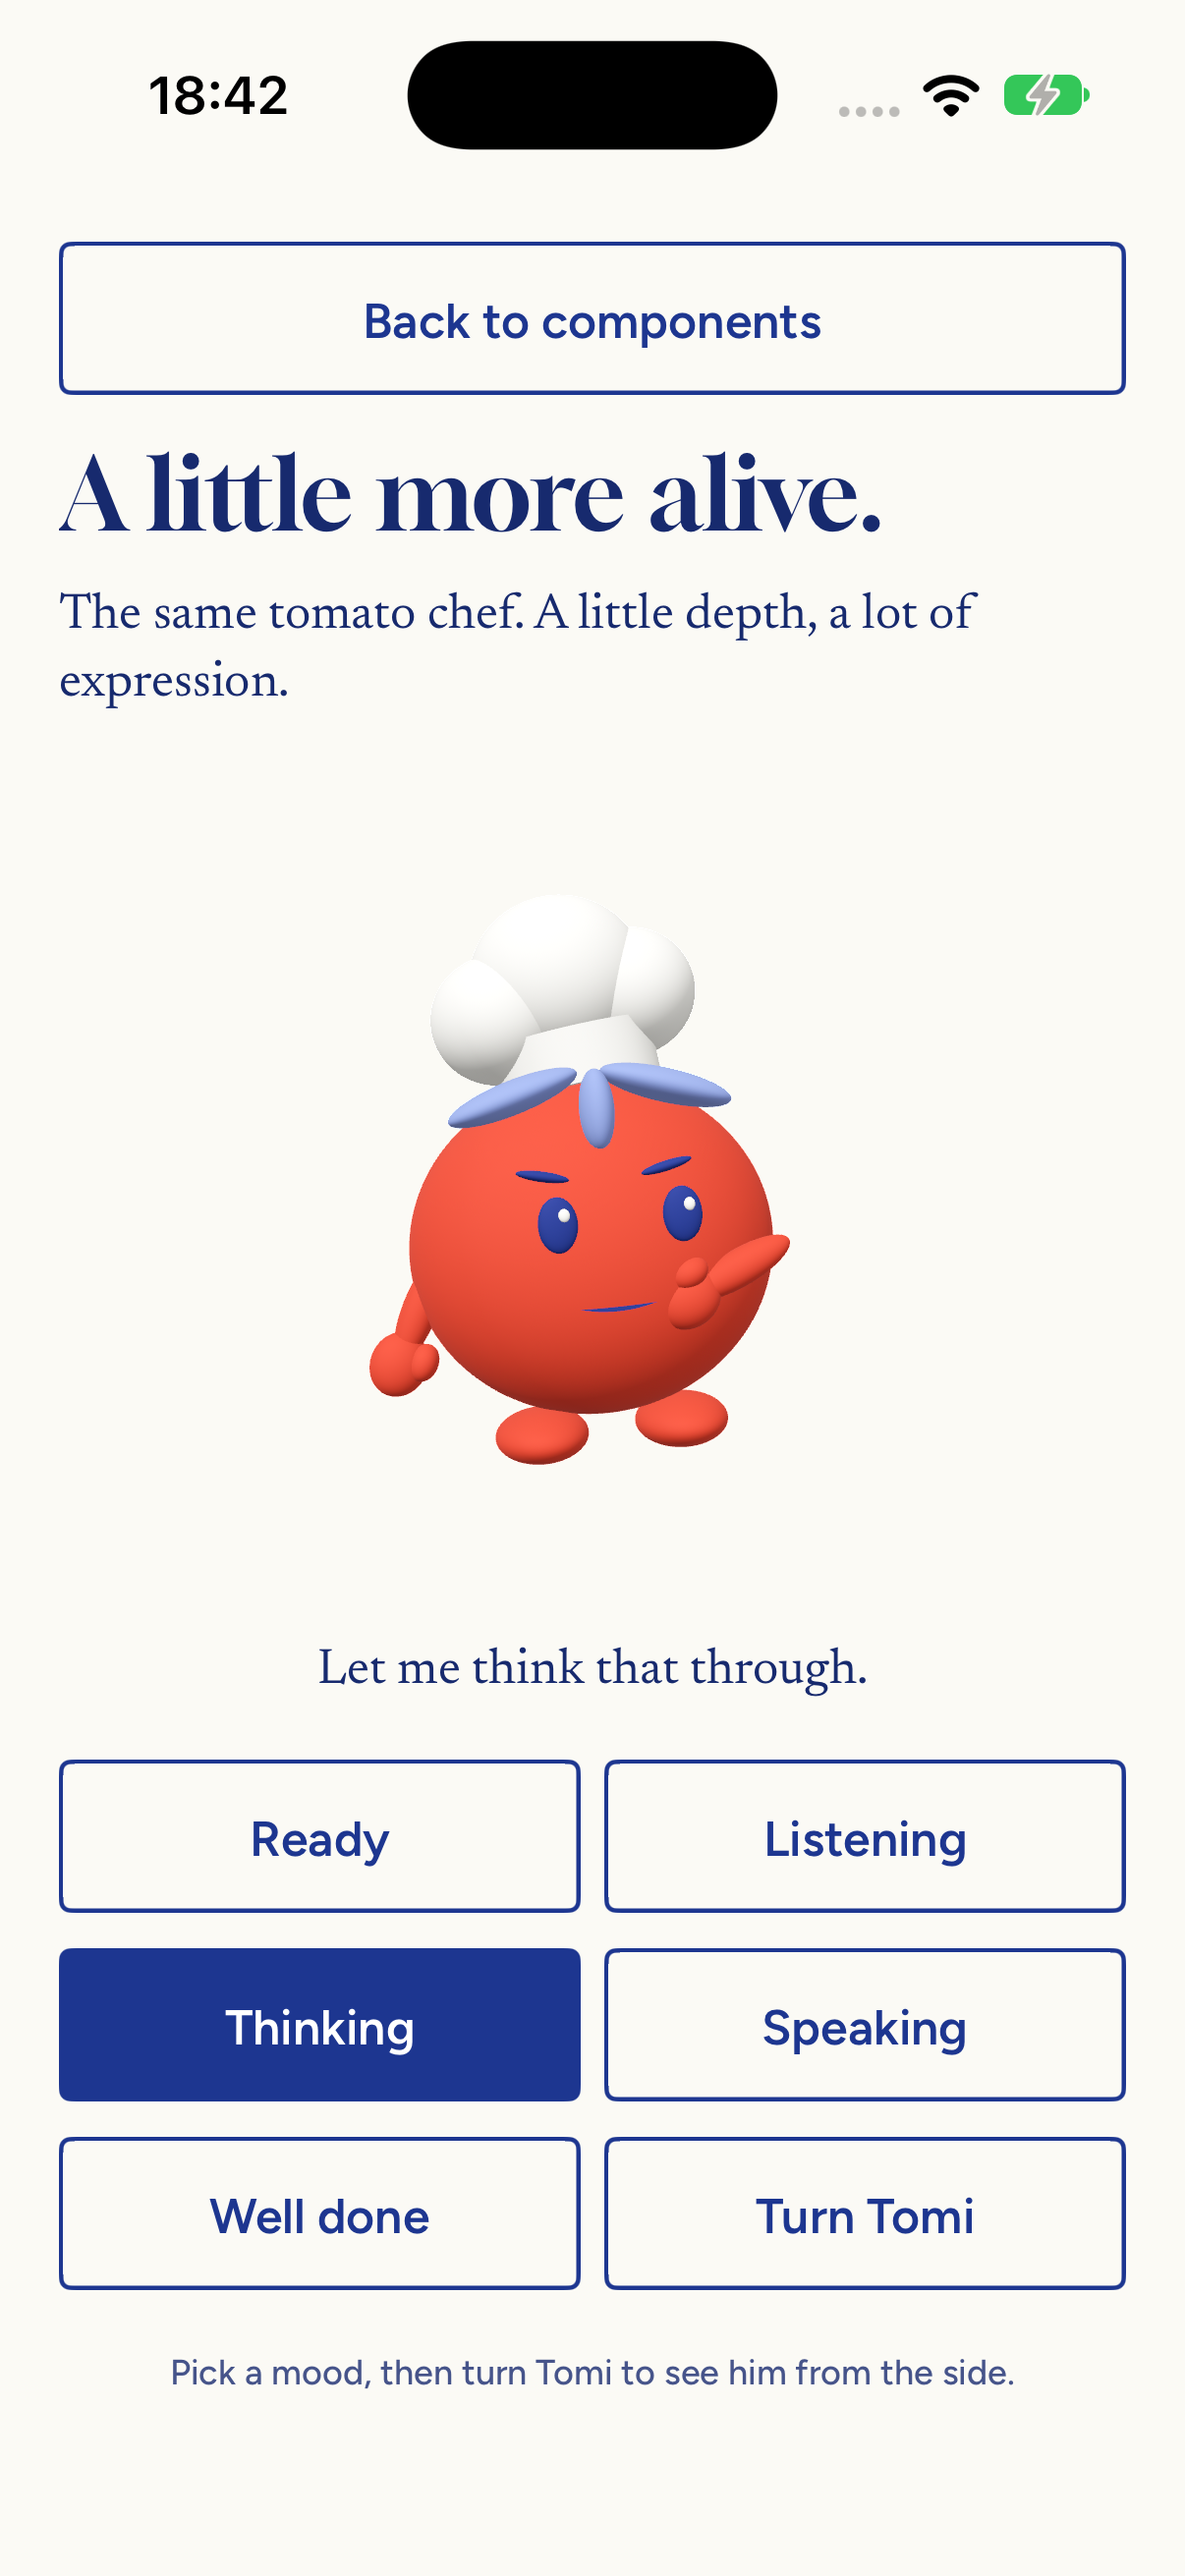 18:42
Back to components
A little more alive.
The same tomato chef. A little depth, a lot of
expression.
Let me think that through.
Ready
Listening
Thinking
Speaking
Well done
Turn Tomi
Pick a mood, then turn Tomi to see him from the side.